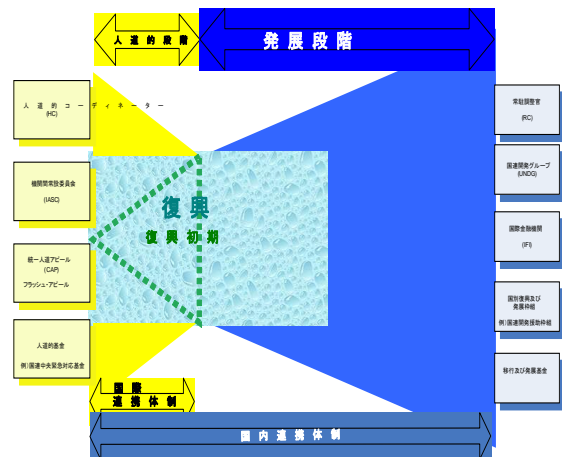 人道的段階
発展段階
人道的コーディネーター
(HC)
機関間常設委員会
(IASC)
統一人道アピール
(CAP)
フラッシュ・アピール
人道的基金
例)国連中央緊急対応基金
復興
復興初期
常駐調整官
(RC)
国連開発グループ
(UNDG)
国際金融機関
(IFI)
国別復興及び
発展枠組
例)国連開発援助枠組
移行及び発展基金
国際
連携体制
国内連携体制